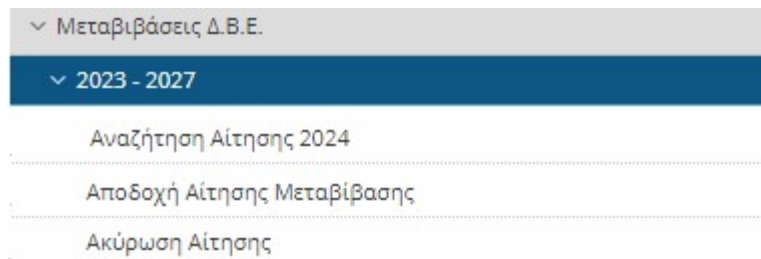 Μεταβιβάσεις Δ.Β.Ε.
2023 - 2027
Αναζήτηση Αίτησης 2024
Αποδοχή Αίτησης Μεταβίβασης
Ακύρωση Αίτησης